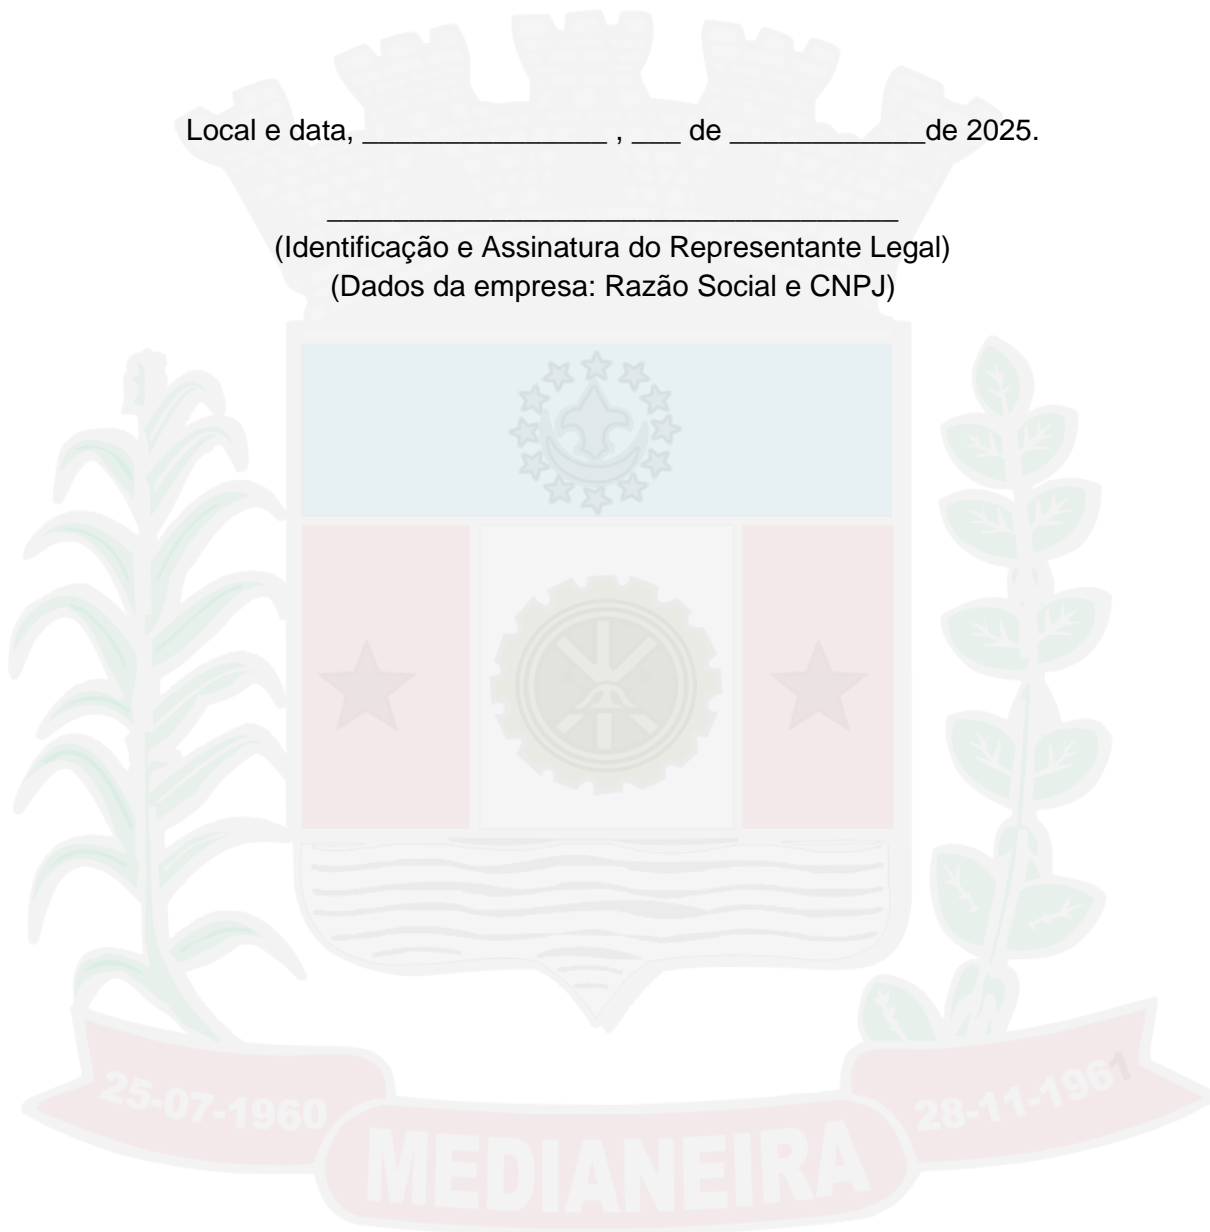 Local e data, _______________ , ___ de ____________de 2025.
___________________________________
(Identificação e Assinatura do Representante Legal)
(Dados da empresa: Razão Social e CNPJ)
25-07-1960
28-11-1961
MEDIANEIRA